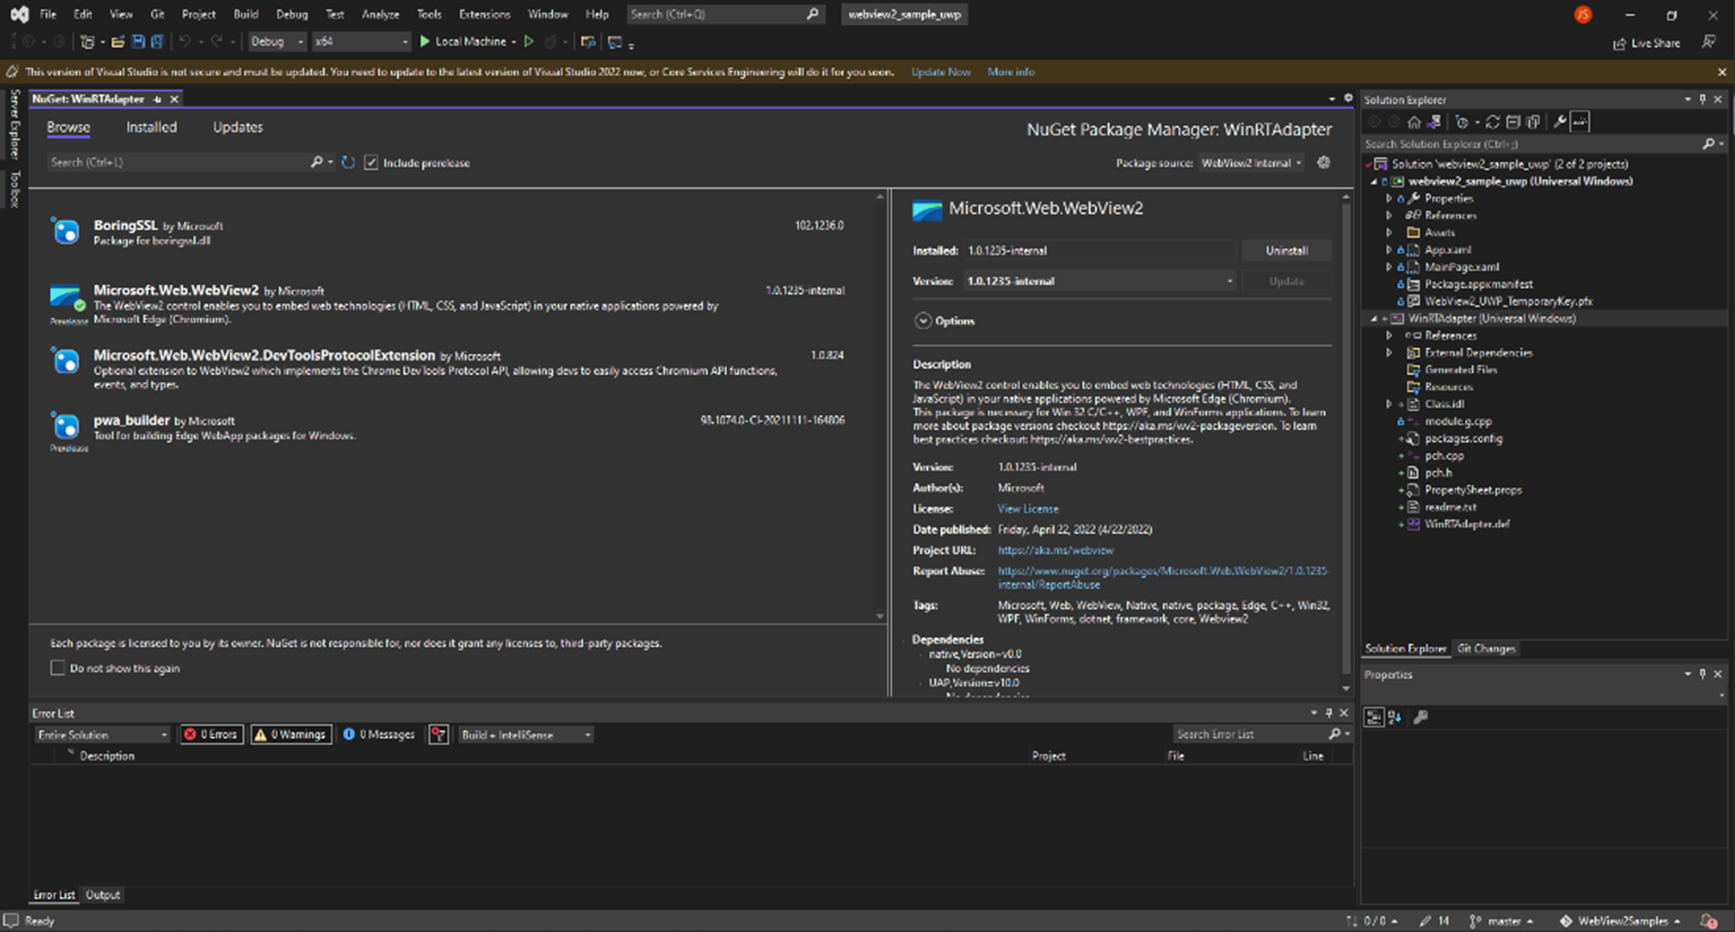 File Edit View Git Project Build Debug Test Analyze Tools Extensions Window Help Search (Ctrl+Q) webview2_sample_uwp JS
Debug x64 Local Machine Live Share
This version of Visual Studio is not secure and must be updated. You need to update to the latest version of Visual Studio 2022 now, or Core Services Engineering will do it for you soon. Update Now More info
Server Explorer
Toolbox
NuGet: WinRTAdapter
Browse Installed Updates
NuGet Package Manager: WinRTAdapter
Search (Ctrl+L) Include prerelease
Package source: WebView2 Internal
BoringSSL by Microsoft 102.1236.0
Package for boringssl.dll
Microsoft.Web.WebView2 by Microsoft 1.0.1235-internal
The WebView2 control enables you to embed web technologies (HTML, CSS, and JavaScript) in your native applications powered by
Prerelease Microsoft Edge (Chromium).
Microsoft.Web.WebView2.DevToolsProtocolExtension by Microsoft 1.0.824
Optional extension to WebView2 which implements the Chrome DevTools Protocol API, allowing devs to easily access Chromium API functions,
events, and types.
pwa_builder by Microsoft 98.1074.0-CI-20211111-164806
Tool for building Edge WebApp packages for Windows.
Prerelease
Each package is licensed to you by its owner. NuGet is not responsible for, nor does it grant any licenses to, third-party packages.
Do not show this again
Microsoft.Web.WebView2
Installed: 1.0.1235-internal Uninstall
Version: 1.0.1235-internal Update
Options
Description
The WebView2 control enables you to embed web technologies (HTML, CSS, and
JavaScript) in your native applications powered by Microsoft Edge (Chromium).
This package is necessary for Win 32 C/C++, WPF, and WinForms applications. To learn
more about package versions checkout https://aka.ms/wv2-packageversion. To learn
best practices checkout: https://aka.ms/wv2-bestpractices.
Version: 1.0.1235-internal
Author(s): Microsoft
License: View License
Date published: Friday, April 22, 2022 (4/22/2022)
Project URL: https://aka.ms/webview
Report Abuse: https://www.nuget.org/packages/Microsoft.Web.WebView2/1.0.1235-
internal/ReportAbuse
Tags: Microsoft, Web, WebView, Native, native, package, Edge, C++, Win32,
WPF, WinForms, dotnet, framework, core, Webview2
Dependencies
native,Version=v0.0
No dependencies
UAP,Version=v10.0
No dependencies
Solution Explorer
Search Solution Explorer (Ctrl+;)
Solution 'webview2_sample_uwp' (2 of 2 projects)
webview2_sample_uwp (Universal Windows)
Properties
References
Assets
App.xaml
MainPage.xaml
Package.appxmanifest
WebView2_UWP_TemporaryKey.pfx
WinRTAdapter (Universal Windows)
References
External Dependencies
Generated Files
Resources
Class.idl
module.g.cpp
packages.config
pch.cpp
pch.h
PropertySheet.props
readme.txt
WinRTAdapter.def
Solution Explorer Git Changes
Properties
Error List
Entire Solution 0 Errors 0 Warnings 0 Messages Build + IntelliSense Search Error List
Description Project File Line
Error List Output
Ready 0 / 0 14 master WebView2Samples